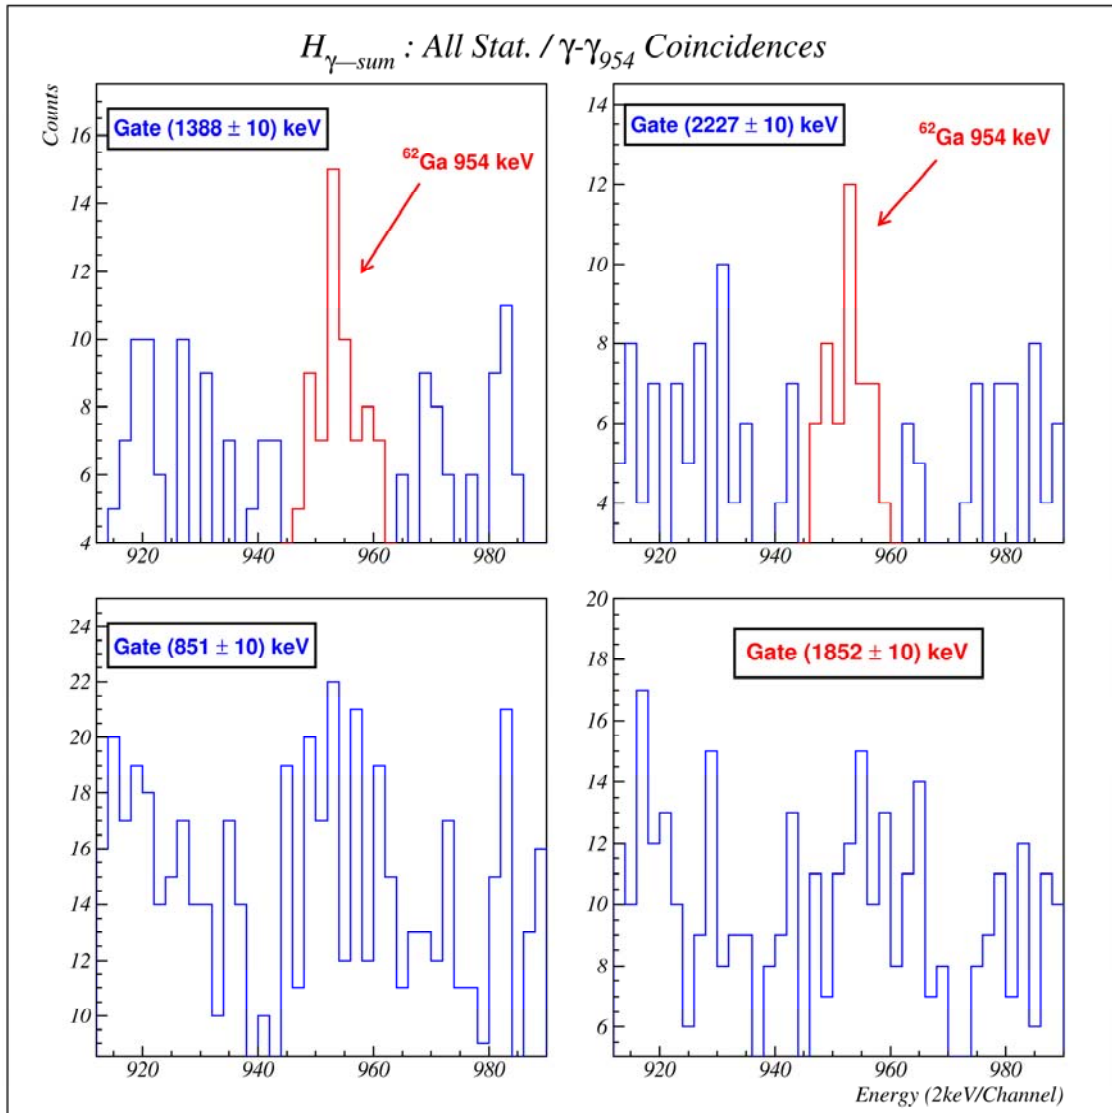 H γ—sum : All Stat. / γ-γ 954 Coincidences
Counts
Gate (1388 ± 10) keV
62Ga 954 keV
16
14
12
10
8
6
4
920 940 960 980
Gate (2227 ± 10) keV
62Ga 954 keV
14
12
10
8
6
4
920 940 960 980
Gate (851 ± 10) keV
24
22
20
18
16
14
12
10
920 940 960 980
Gate (1852 ± 10) keV
20
18
16
14
12
10
8
6
920 940 960 980
Energy (2keV/Channel)